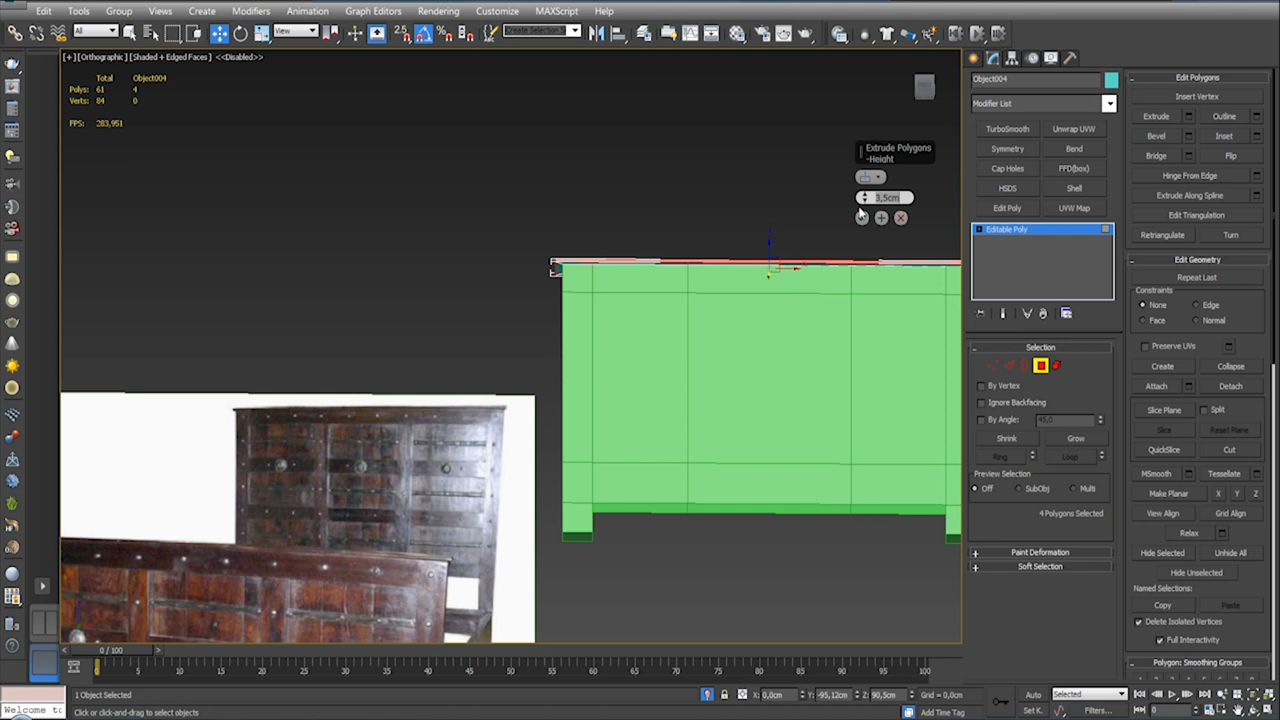 Edit Tools Group Views Create Modifiers Animation Graph Editors Rendering Customize MAXScript Help
All View 2.5 Create Selection
[+][Orthographic][Shaded + Edged Faces] <<Disabled>>
Total Object004
Polys: 61 4
Verts: 84 0
FPS: 283,951
Extrude Polygons
-Height
3,5cm
Object004
Modifier List
TurboSmooth Unwrap UVW
Symmetry Bend
Cap Holes FFD(box)
HSDS Shell
Edit Poly UVW Map
Editable Poly
Selection
By Vertex
Ignore Backfacing
By Angle: 45,0
Shrink Grow
Ring Loop
Preview Selection
Off SubObj Multi
4 Polygons Selected
Paint Deformation
Soft Selection
Edit Polygons
Insert Vertex
Extrude Outline
Bevel Inset
Bridge Flip
Hinge From Edge
Extrude Along Spline
Edit Triangulation
Retriangulate Turn
Edit Geometry
Repeat Last
Constraints
None Edge
Face Normal
Preserve UVs
Create Collapse
Attach Detach
Slice Plane Split
Slice Reset Plane
QuickSlice Cut
MSmooth Tessellate
Make Planar X Y Z
View Align Grid Align
Relax
Hide Selected Unhide All
Hide Unselected
Named Selections:
Copy Paste
Delete Isolated Vertices
Full Interactivity
Polygon: Smoothing Groups
0 / 100
0 5 10 15 20 25 30 35 40 45 50 55 60 65 70 75 80 85 90 95 100
1 Object Selected X: 0,0cm Y: -95,12cm Z: 90,5cm Grid = 0,0cm Auto Selected
Welcome to Click or click-and-drag to select objects Add Time Tag Set K. Filters... 0